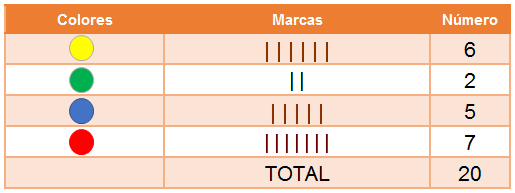 Colores Marcas Número
| | | | | | 6
| | 2
| | | | | 5
| | | | | | | 7
TOTAL 20